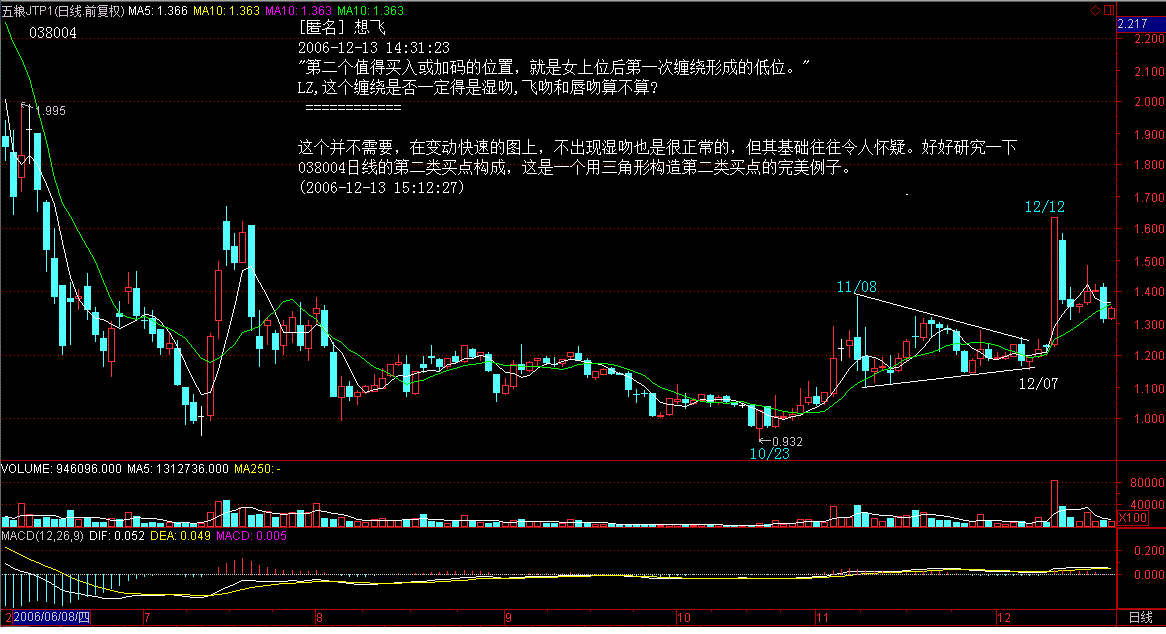 五粮JTP1(日线.前复权) MA5: 1.366 MA10: 1.363 MA10: 1.363 MA10: 1.363
2.217
038004
[匿名] 想飞
2006-12-13 14:31:23
"第二个值得买入或加码的位置，就是女上位后第一次缠绕形成的低位。"
LZ,这个缠绕是否一定得是湿吻,飞吻和唇吻算不算?
============
这个并不需要，在变动快速的图上，不出现湿吻也是很正常的，但其基础往往令人怀疑。好好研究一下
038004日线的第二类买点构成，这是一个用三角形构造第二类买点的完美例子。
(2006-12-13 15:12:27)
1.995
12/12
11/08
12/07
0.932
10/23
2.200
2.100
2.000
1.900
1.800
1.700
1.600
1.500
1.400
1.300
1.200
1.100
1.000
VOLUME: 946096.000 MA5: 1312736.000 MA250: -
80000
40000
X100
MACD(12,26,9) DIF: 0.052 DEA: 0.049 MACD: 0.005
0.200
0.000
2 2006/06/08/四 7 8 9 10 11 12 日线